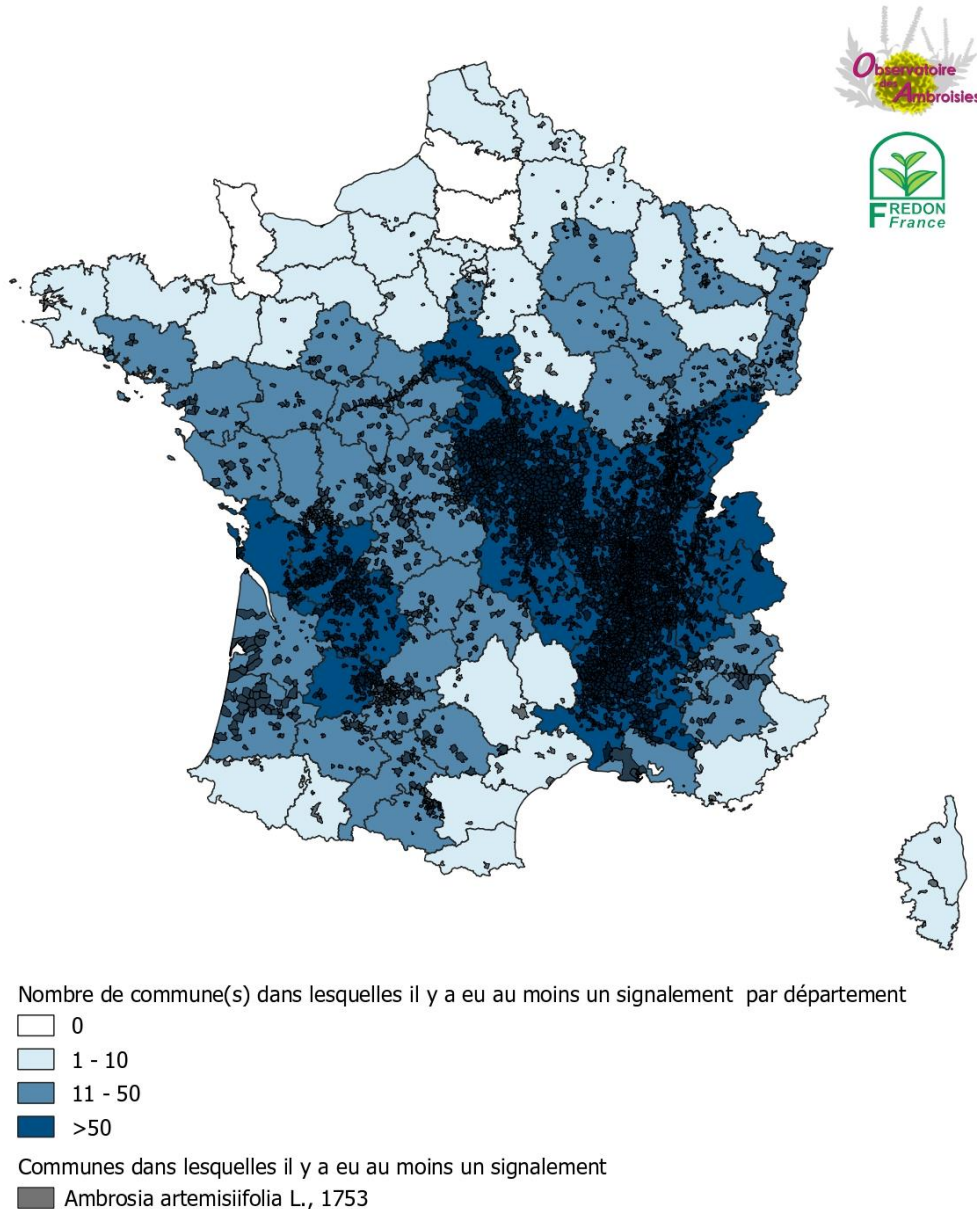 Observatoire
des
Ambroisies
FREDON
France
Nombre de commune(s) dans lesquelles il y a eu au moins un signalement par département
0
1 - 10
11 - 50
>50
Communes dans lesquelles il y a eu au moins un signalement
Ambrosia artemisiifolia L., 1753